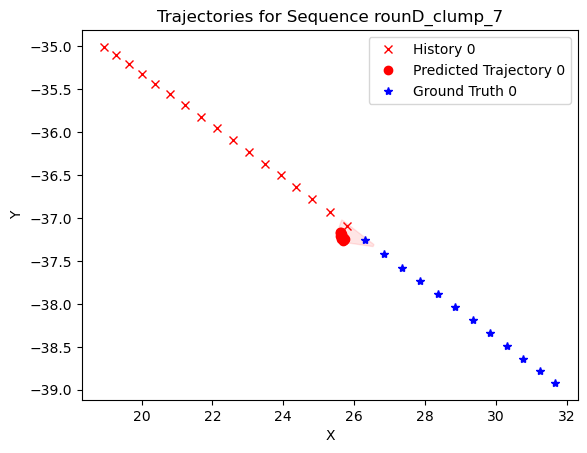 Trajectories for Sequence rounD_clump_7
History 0
Predicted Trajectory 0
Ground Truth 0
Y
−35.0
−35.5
−36.0
−36.5
−37.0
−37.5
−38.0
−38.5
−39.0
20
22
24
26
28
30
32
X